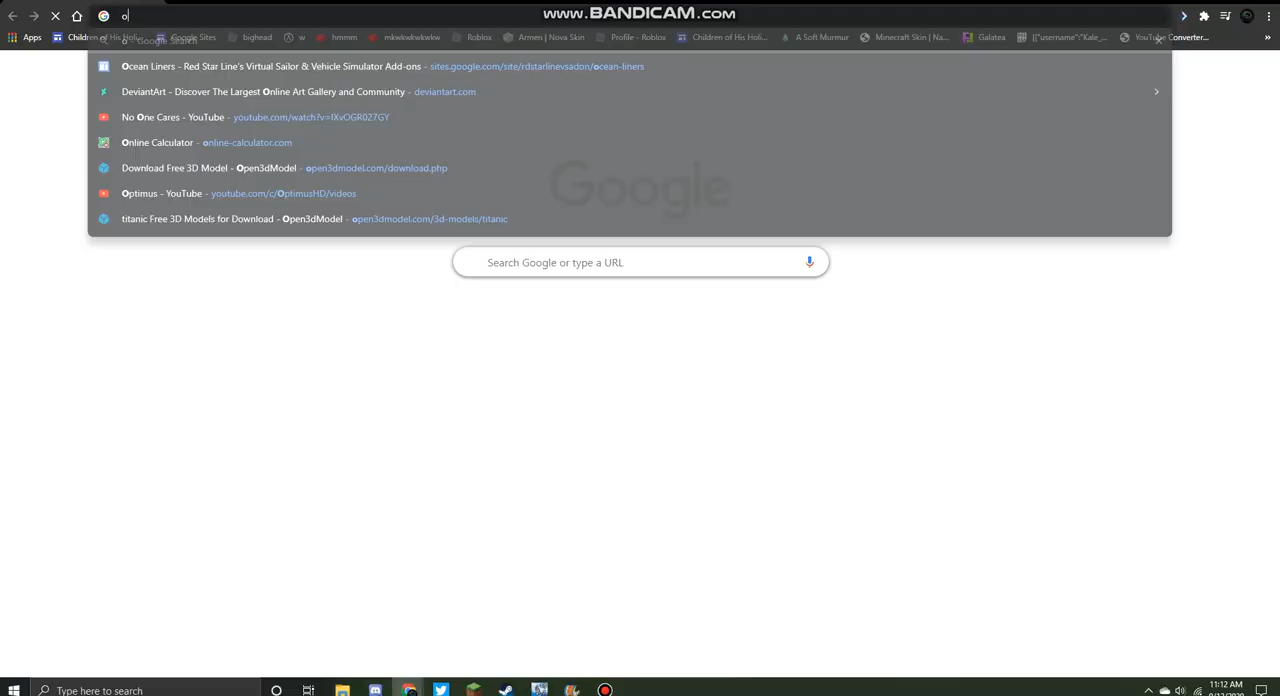 www.BANDICAM.com
o
Apps Children of His Holi... Google Sites bighead w hmmm mkwkwkwkwkw Roblox Armen | Nova Skin Profile - Roblox Children of His Holi... A Soft Murmur Minecraft Skin | Na... Galatea [{"username":"Kale_... YouTube Converter... »
o - Google Search
Ocean Liners - Red Star Line's Virtual Sailor & Vehicle Simulator Add-ons - sites.google.com/site/rdstarlinevsadon/ocean-liners
DeviantArt - Discover The Largest Online Art Gallery and Community - deviantart.com
No One Cares - YouTube - youtube.com/watch?v=IXvOGR027GY
Online Calculator - online-calculator.com
Download Free 3D Model - Open3dModel - open3dmodel.com/download.php
Optimus - YouTube - youtube.com/c/OptimusHD/videos
titanic Free 3D Models for Download - Open3dModel - open3dmodel.com/3d-models/titanic
Google
Search Google or type a URL
Type here to search
11:12 AM